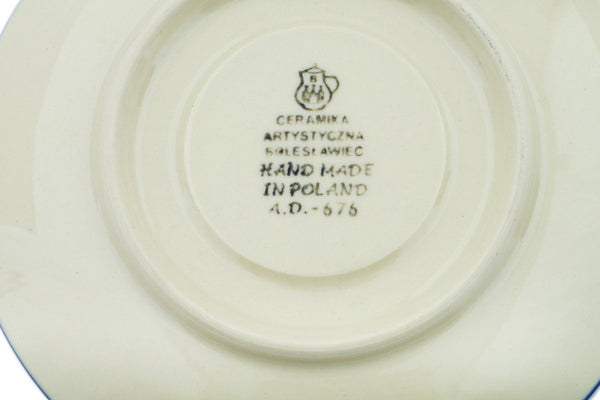 B
CERAMIKA
ARTYSTYCZNA
BOLESŁAWIEC
HAND MADE
IN POLAND
A.D.-676